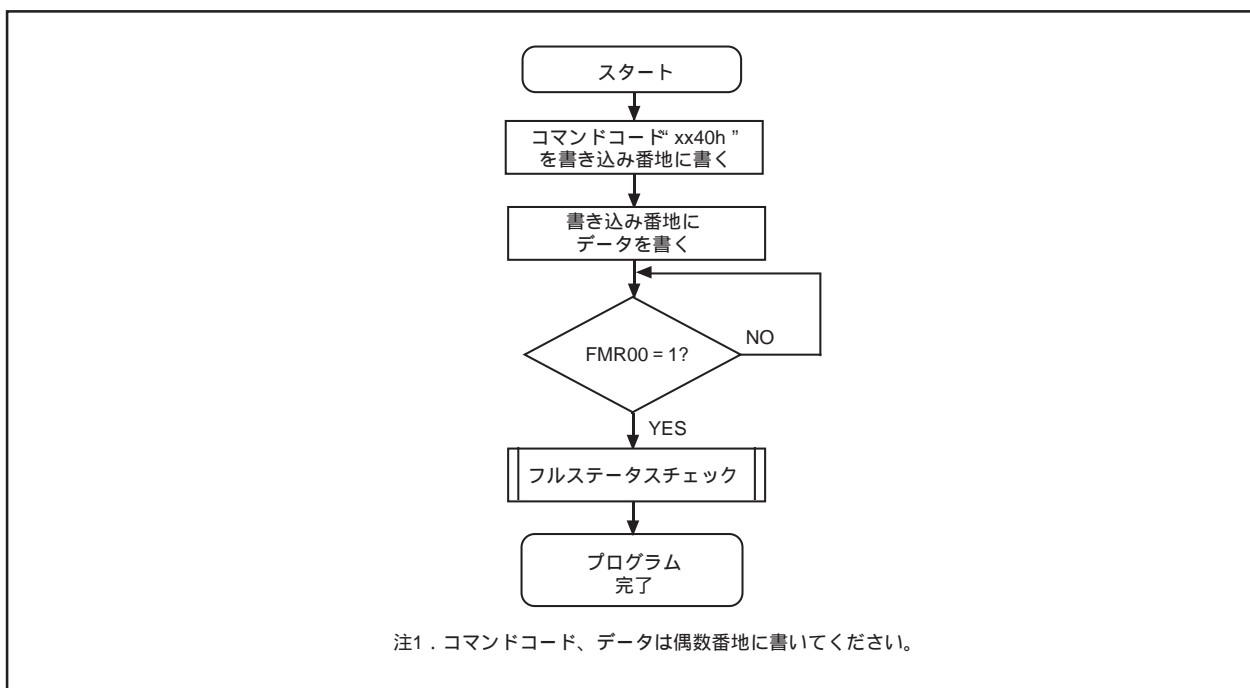 スタート
コマンドコード“ xx40h ”
を書き込み番地に書く
書き込み番地に
データを書く
FMR00 = 1?
NO
YES
フルステータスチェック
プログラム
完了
注1．コマンドコード、データは偶数番地に書いてください。